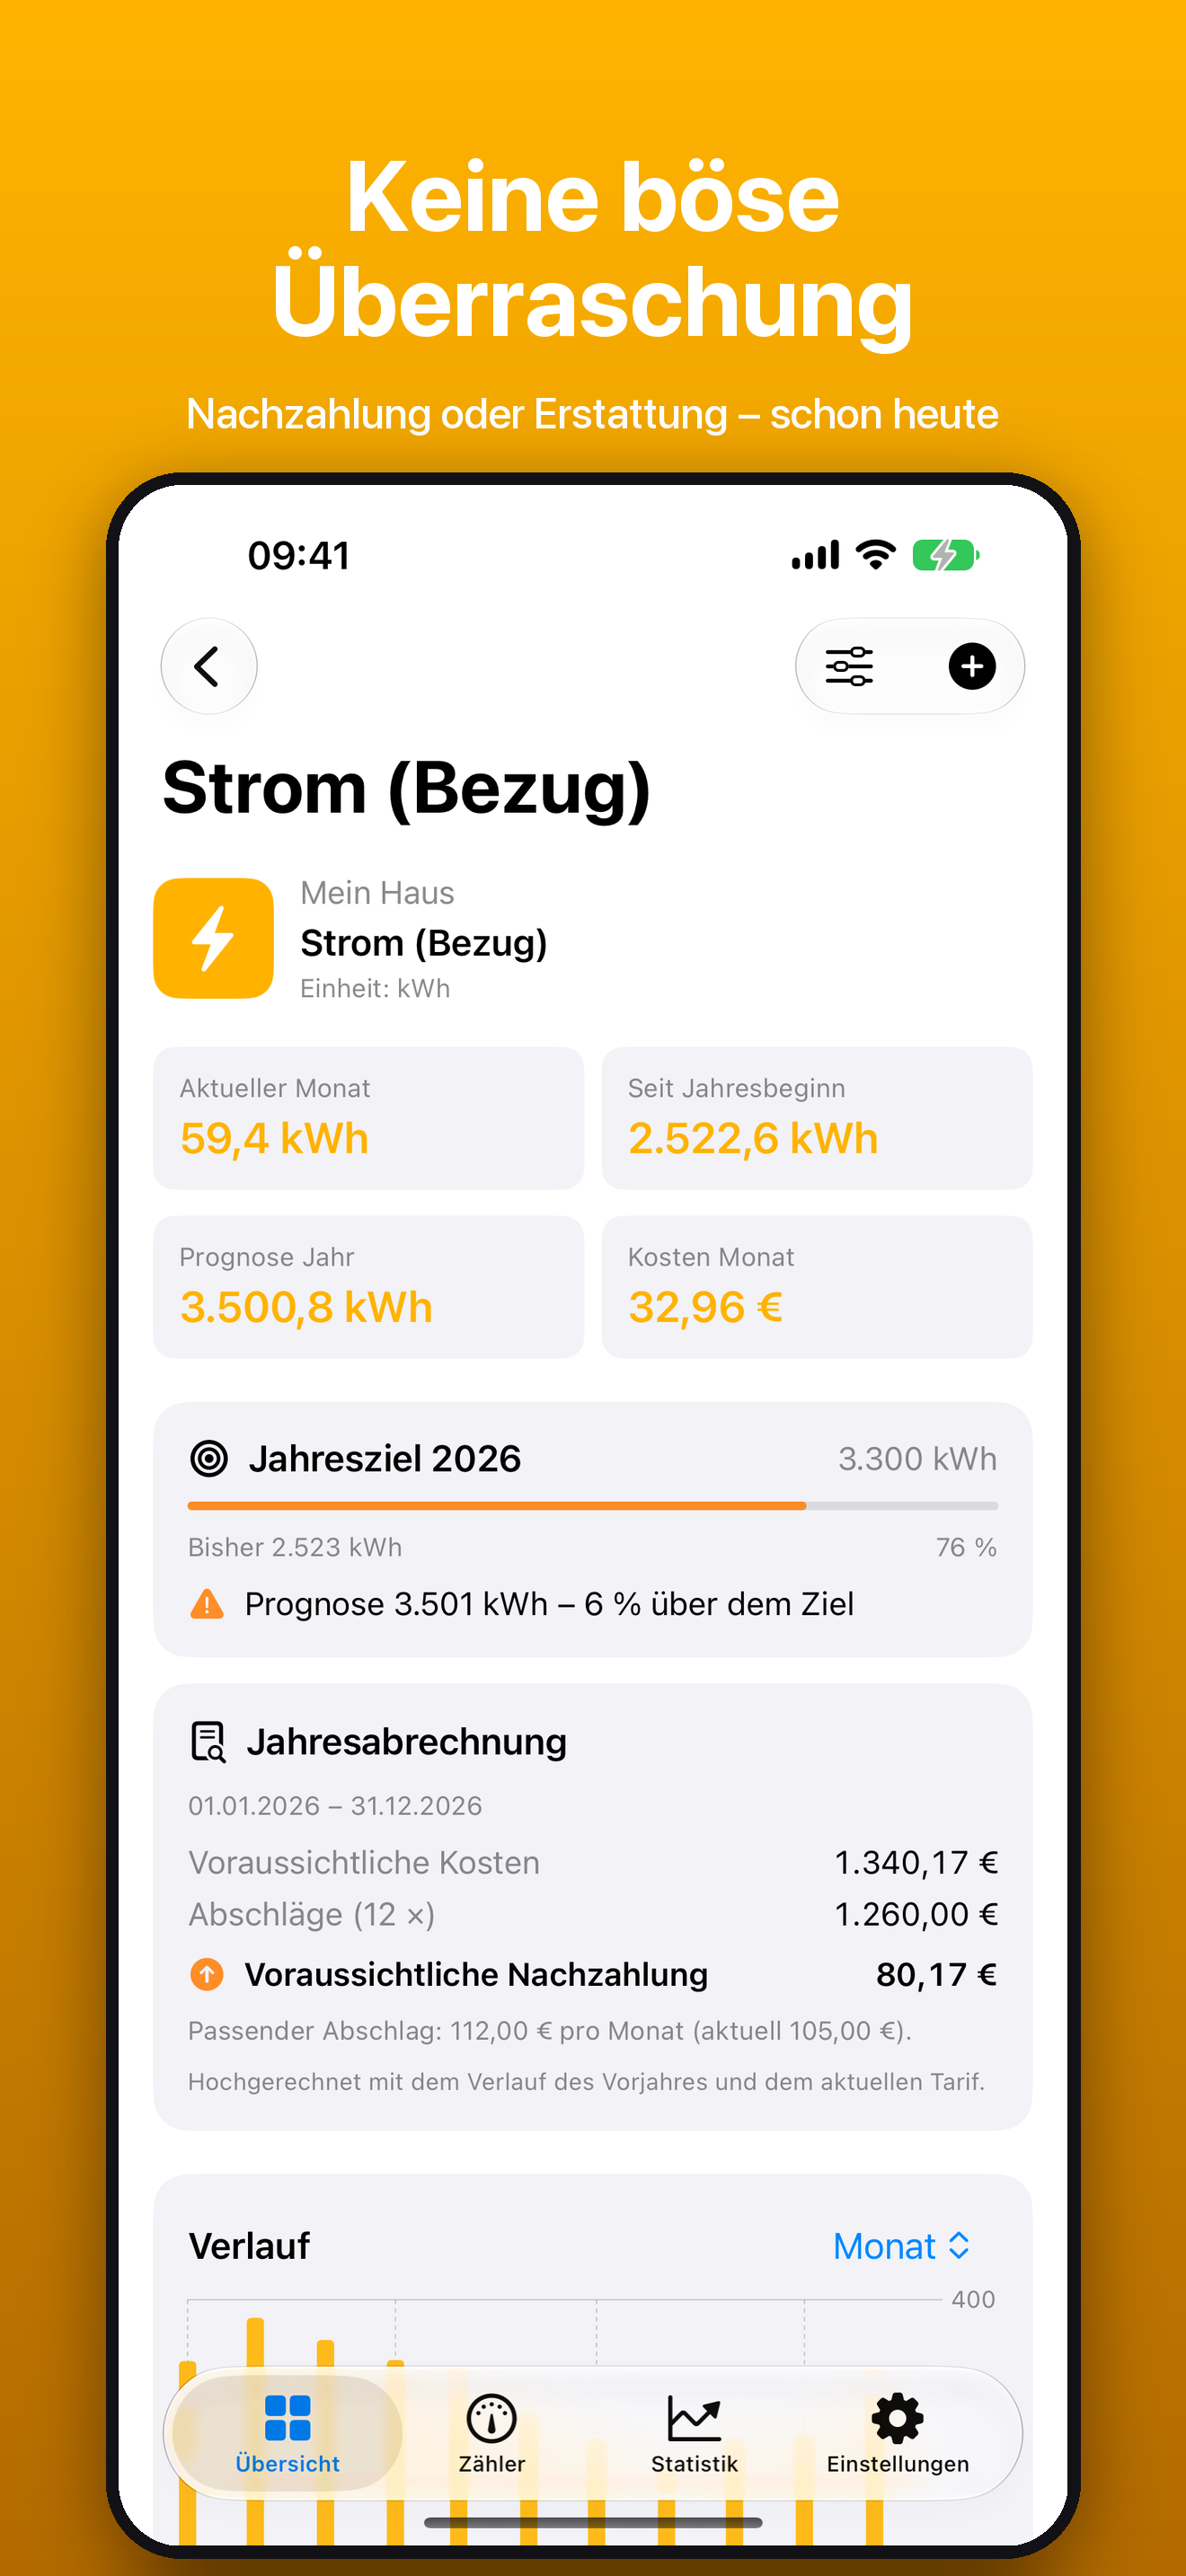 Keine böse
Überraschung
Nachzahlung oder Erstattung – schon heute
09:41
Strom (Bezug)
Mein Haus
Strom (Bezug)
Einheit: kWh
Aktueller Monat
59,4 kWh
Seit Jahresbeginn
2.522,6 kWh
Prognose Jahr
3.500,8 kWh
Kosten Monat
32,96 €
Jahresziel 2026 3.300 kWh
Bisher 2.523 kWh 76 %
Prognose 3.501 kWh – 6 % über dem Ziel
Jahresabrechnung
01.01.2026 – 31.12.2026
Voraussichtliche Kosten 1.340,17 €
Abschläge (12 ×) 1.260,00 €
Voraussichtliche Nachzahlung 80,17 €
Passender Abschlag: 112,00 € pro Monat (aktuell 105,00 €).
Hochgerechnet mit dem Verlauf des Vorjahres und dem aktuellen Tarif.
Verlauf Monat
400
Übersicht Zähler Statistik Einstellungen